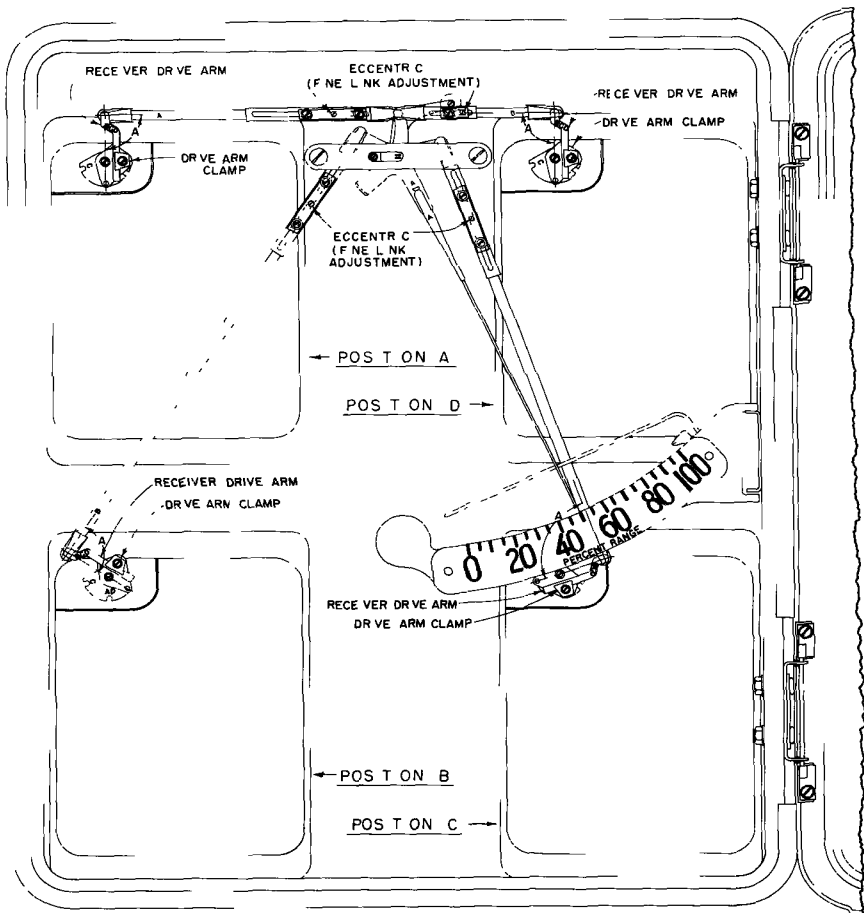 RECE VER DR VE ARM
ECCENTR C
(F NE L NK ADJUSTMENT)
RECE VER DR VE ARM
DR VE ARM CLAMP
A
A
DR VE ARM
CLAMP
ECCENTR C
(F NE L NK
ADJUSTMENT)
POS T ON A
POS T ON D
RECEIVER DRIVE ARM
DR VE ARM CLAMP
A
A
0 20 40 60 80 100
PERCENT RANGE
RECE VER DR VE ARM
DR VE ARM CLAMP
POS T ON B
POS T ON C